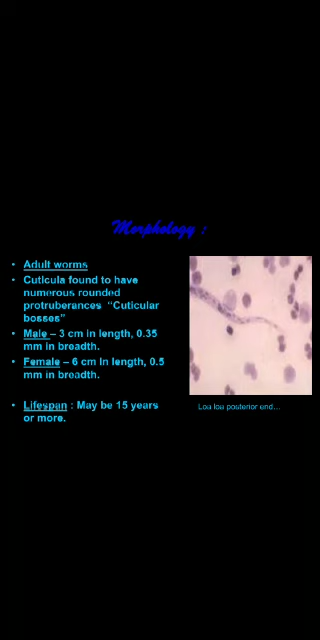 Morphology :
• Adult worms
• Cuticula found to have
numerous rounded
protruberances "Cuticular
bosses"
• Male – 3 cm in length, 0.35
mm in breadth.
• Female – 6 cm in length, 0.5
mm in breadth.
• Lifespan : May be 15 years
or more.
Loa loa posterior end...